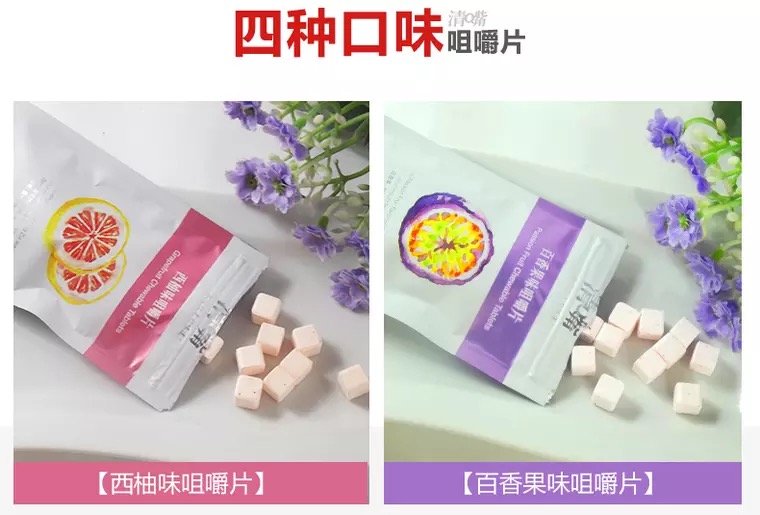 四种口味
清嘴
咀嚼片
西柚味咀嚼片
Grapefruit Chewable Tablets
清嘴
百香果味咀嚼片
Passion Fruit Chewable Tablets
清嘴
【西柚味咀嚼片】
【百香果味咀嚼片】